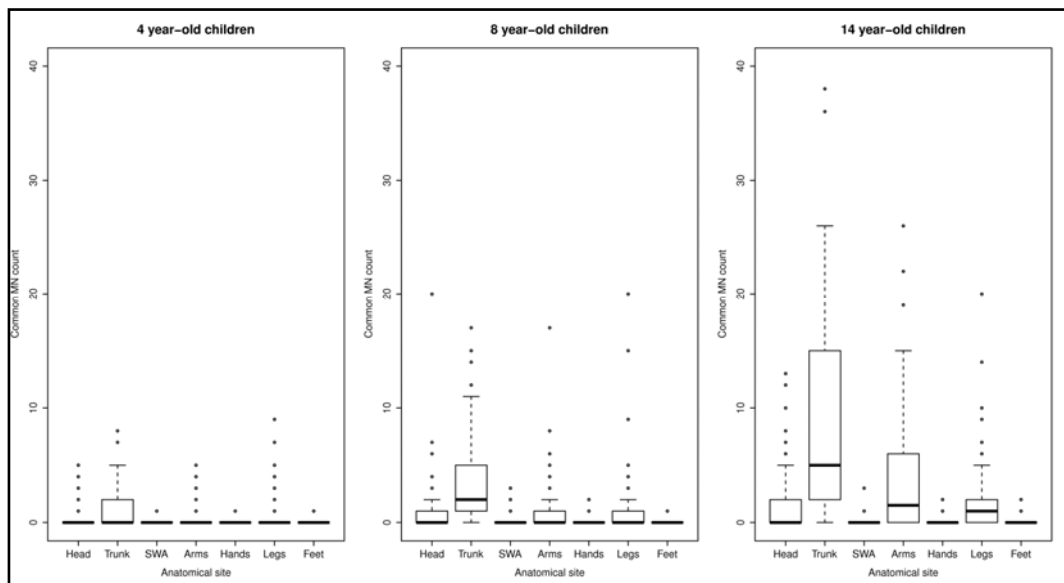 4 year-old children
Common MN count
40
30
20
10
0
Head Trunk SWA Arms Hands Legs Feet
Anatomical site
8 year-old children
Common MN count
40
30
20
10
0
Head Trunk SWA Arms Hands Legs Feet
Anatomical site
14 year-old children
Common MN count
40
30
20
10
0
Head Trunk SWA Arms Hands Legs Feet
Anatomical site